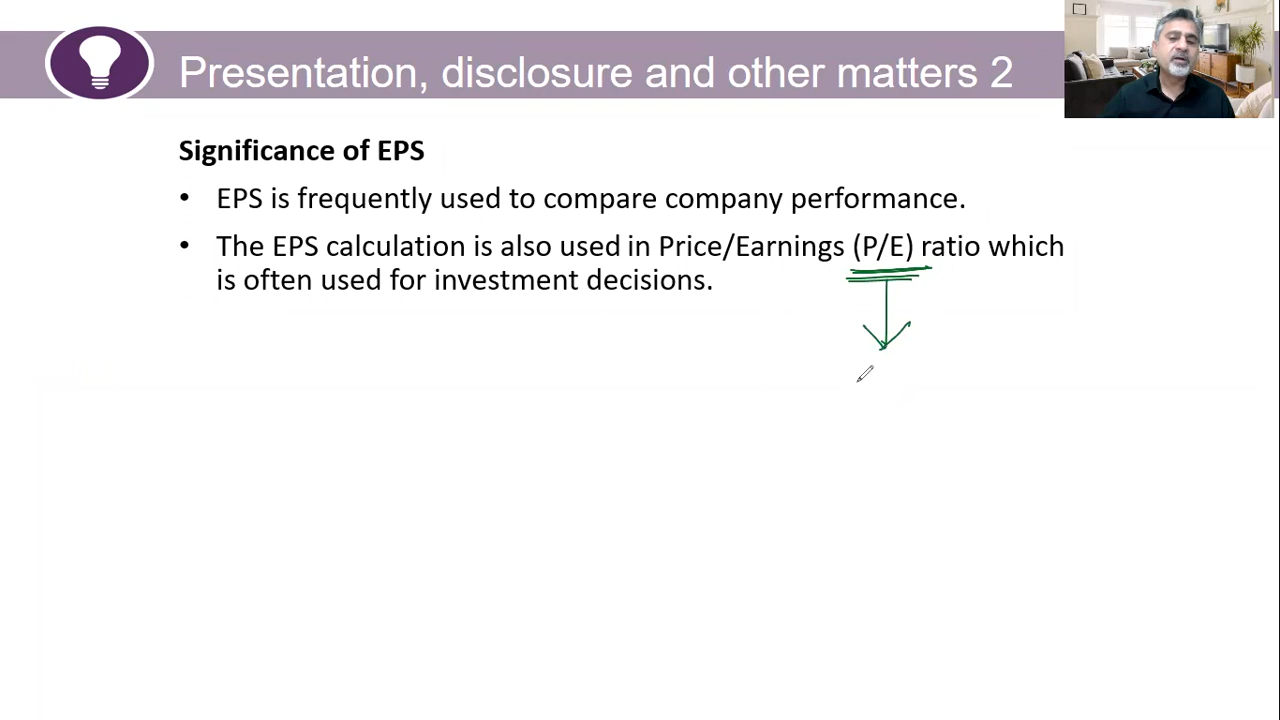 Presentation, disclosure and other matters 2
Significance of EPS
• EPS is frequently used to compare company performance.
• The EPS calculation is also used in Price/Earnings (P/E) ratio which
is often used for investment decisions.